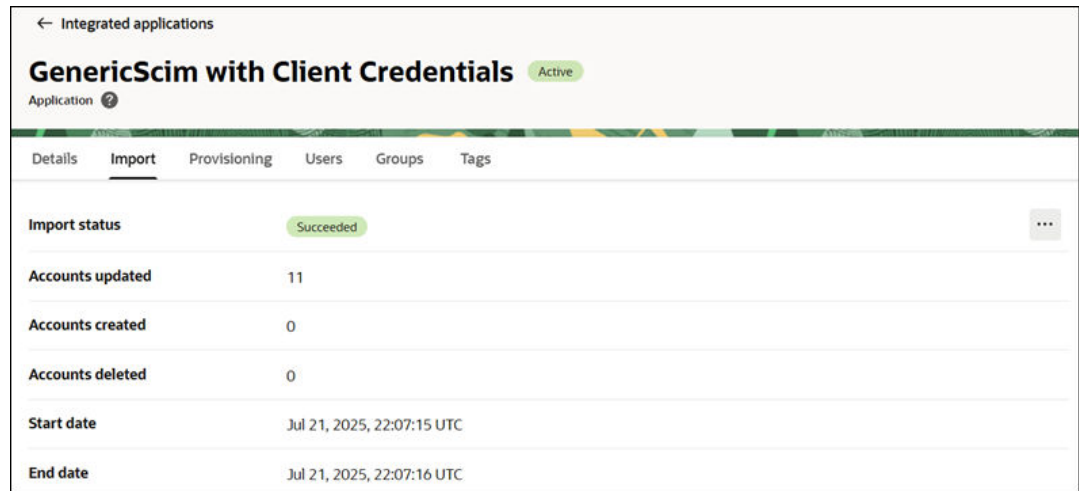 ← Integrated applications
GenericScim with Client Credentials Active
Application ?
Details Import Provisioning Users Groups Tags
Import status Succeeded ...
Accounts updated 11
Accounts created 0
Accounts deleted 0
Start date Jul 21, 2025, 22:07:15 UTC
End date Jul 21, 2025, 22:07:16 UTC